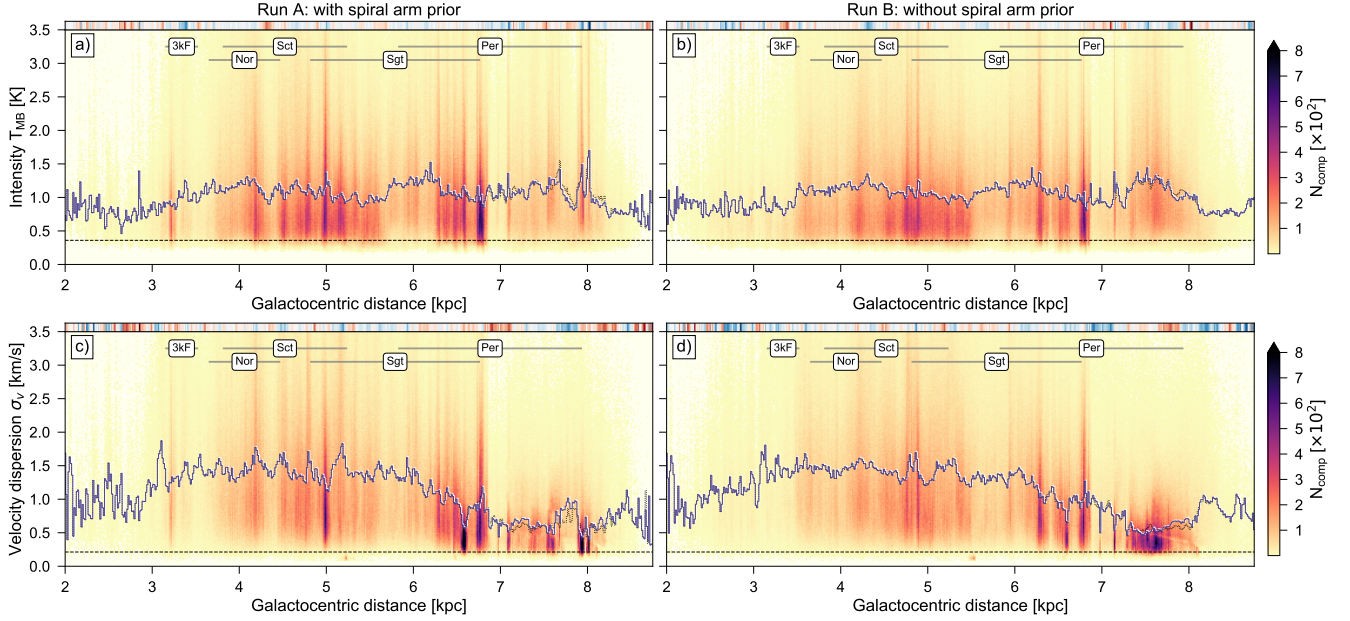 Run A: with spiral arm prior
Run B: without spiral arm prior
a)
3kF
Sct
Per
Nor
Sgt
3.5
3.0
2.5
2.0
1.5
1.0
0.5
0.0
Intensity T_MB [K]
2 3 4 5 6 7 8
Galactocentric distance [kpc]
b)
3kF
Sct
Per
Nor
Sgt
2 3 4 5 6 7 8
Galactocentric distance [kpc]
8
7
6
5
4
3
2
1
N_comp [×10²]
c)
3kF
Sct
Per
Nor
Sgt
3.5
3.0
2.5
2.0
1.5
1.0
0.5
0.0
Velocity dispersion σ_v [km/s]
2 3 4 5 6 7 8
Galactocentric distance [kpc]
d)
3kF
Sct
Per
Nor
Sgt
2 3 4 5 6 7 8
Galactocentric distance [kpc]
8
7
6
5
4
3
2
1
N_comp [×10²]